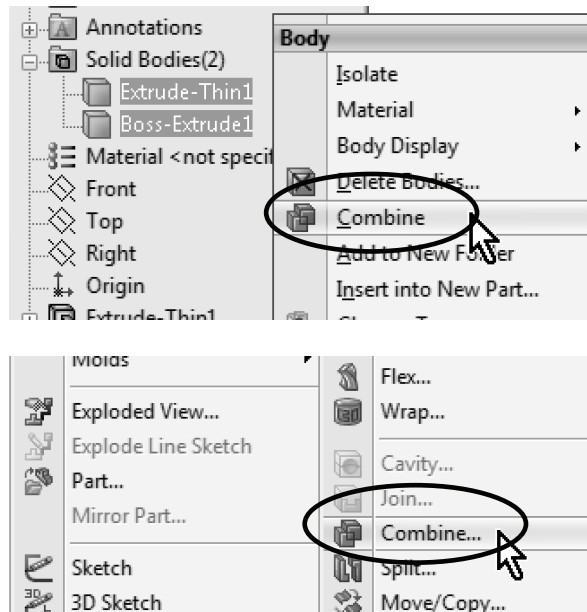 Annotations
Solid Bodies(2)
Extrude-Thin1
Boss-Extrude1
Material <not specif
Front
Top
Right
Origin
Extrude-Thin1
Body
Isolate
Material
Body Display
Delete Bodies...
Combine
Add to New Folder
Insert into New Part...
Molds
Exploded View...
Explode Line Sketch
Part...
Mirror Part...
Sketch
3D Sketch
3D
Flex...
Wrap...
Cavity...
Join...
Combine...
Split...
Move/Copy...